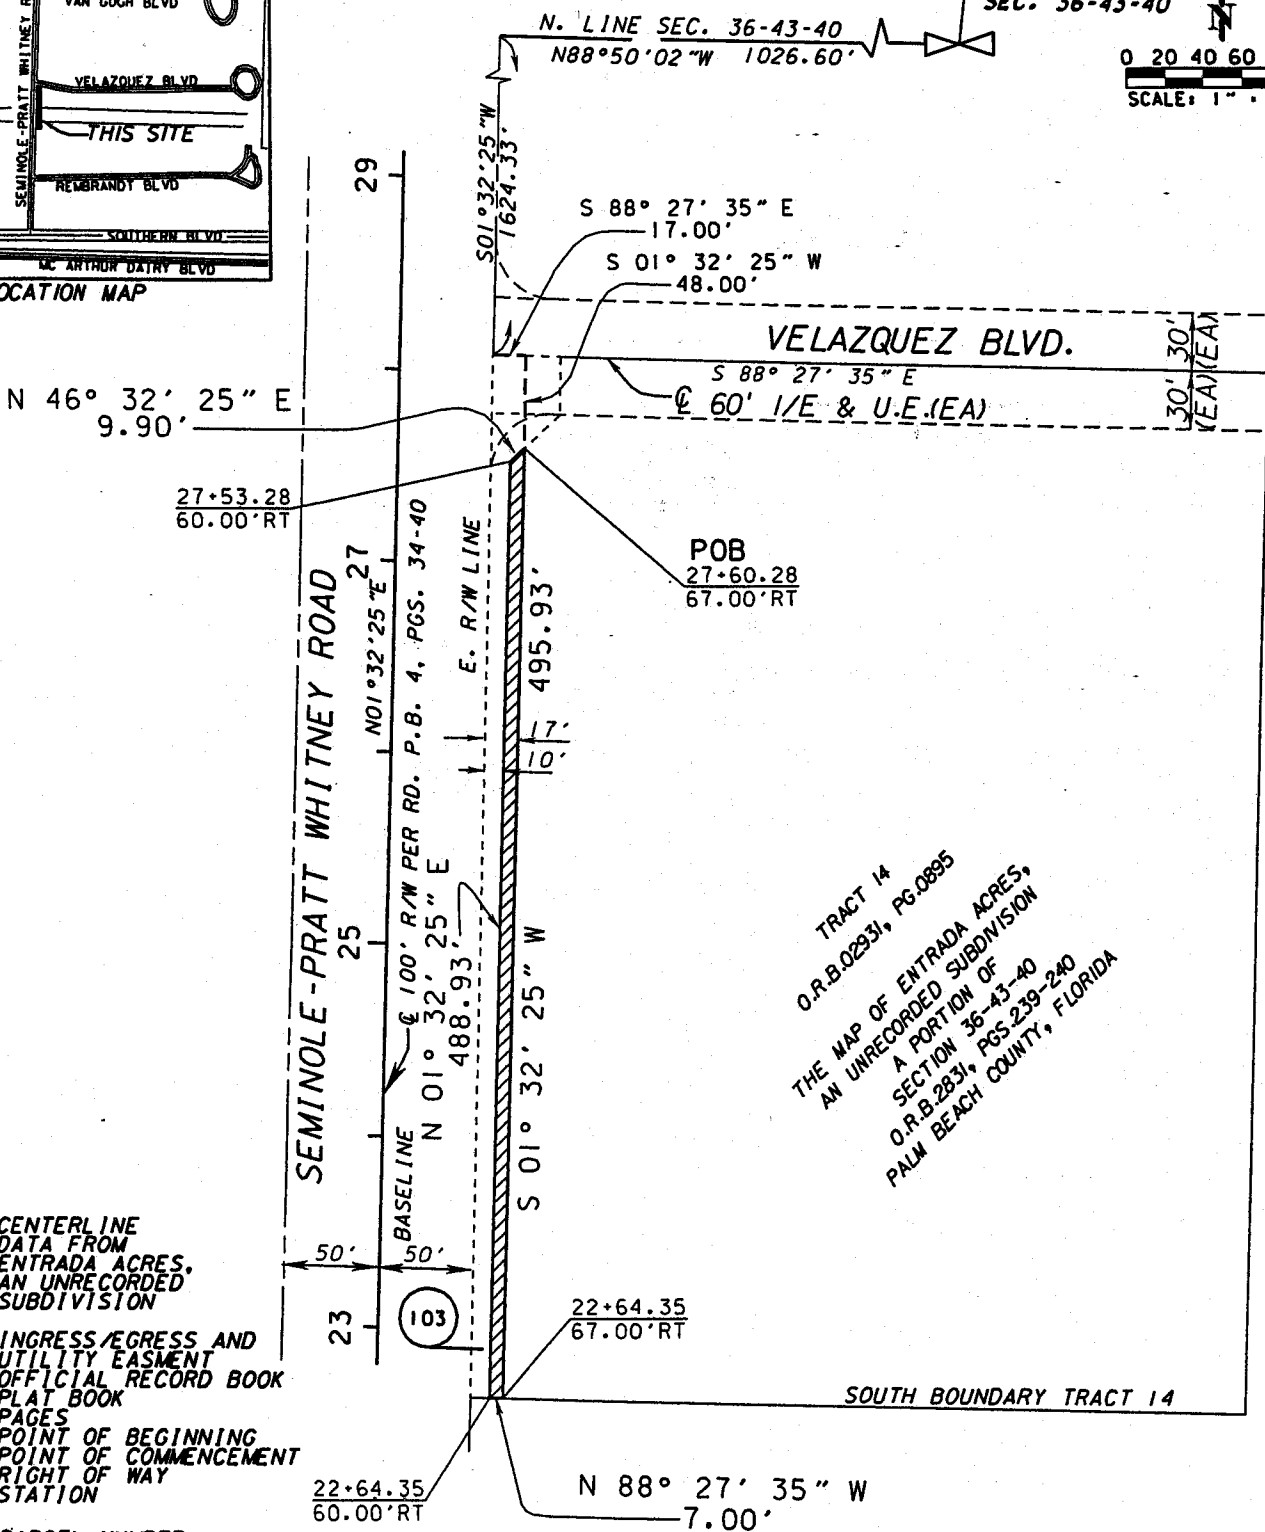 VAN GOGH BLVD
VELAZQUEZ BLVD
THIS SITE
REMBRANDT BLVD
SOUTHERN BLVD
MC ARTHUR DAIRY BLVD
SEMINOLE-PRATT WHITNEY R
OCATION MAP
N. LINE SEC. 36-43-40
N88°50'02"W 1026.60'
SEC. 36-43-40
0 20 40 60
SCALE: 1"
S01°32'25"W
1624.33'
S 88° 27' 35" E
17.00'
S 01° 32' 25" W
48.00'
VELAZQUEZ BLVD.
S 88° 27' 35" E
℄ 60' I/E & U.E.(EA)
30'
(EA)
30'
(EA)
N 46° 32' 25" E
9.90'
27+53.28
60.00'RT
POB
27+60.28
67.00'RT
29
27
25
23
SEMINOLE-PRATT WHITNEY ROAD
N01°32'25"E
BASELINE
℄ 100' R/W PER RD. P.B. 4, PGS. 34-40
E. R/W LINE
495.93'
17'
10'
N 01° 32' 25" E
488.93'
S 01° 32' 25" W
TRACT 14
O.R.B.02931, PG.0895
THE MAP OF ENTRADA ACRES,
AN UNRECORDED SUBDIVISION
A PORTION OF
SECTION 36-43-40
O.R.B.2831, PGS.239-240
PALM BEACH COUNTY, FLORIDA
50'
50'
103
22+64.35
67.00'RT
SOUTH BOUNDARY TRACT 14
22+64.35
60.00'RT
N 88° 27' 35" W
7.00'
CENTERLINE
DATA FROM
ENTRADA ACRES,
AN UNRECORDED
SUBDIVISION
INGRESS/EGRESS AND
UTILITY EASMENT
OFFICIAL RECORD BOOK
PLAT BOOK
PAGES
POINT OF BEGINNING
POINT OF COMMENCEMENT
RIGHT OF WAY
STATION